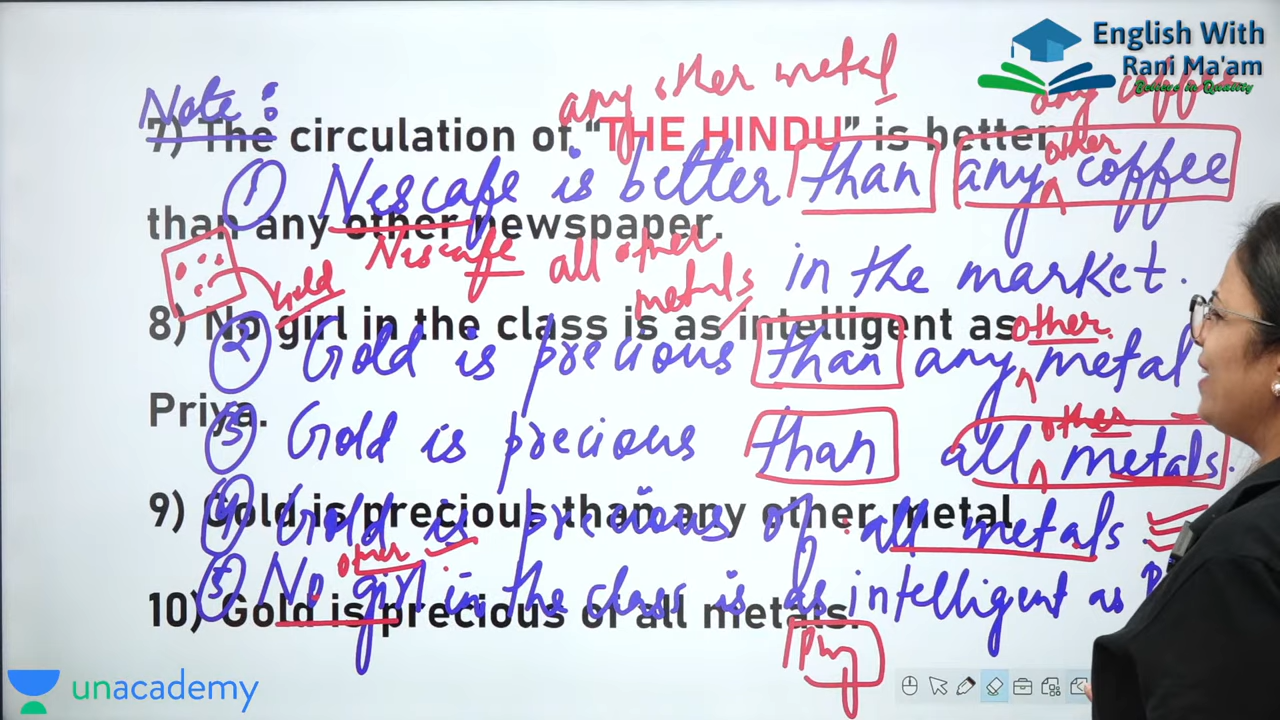 English With
Rani Ma'am
Believe in Quality
any other metal
any coffee
Note:
7) The circulation of "THE HINDU" is better
other
① Nescafe is better than any coffee
than any other newspaper.
Nescafe all other metals in the market.
Gold
8) No girl in the class is as intelligent as
other
② Gold is precious than any metal
Priya.
other
③ Gold is precious than all metals.
9) Gold is precious than any other metal
④ Gold is precious of all metals.
other
⑤ No girl in the class is as intelligent as
10) Gold is precious of all metals.
unacademy